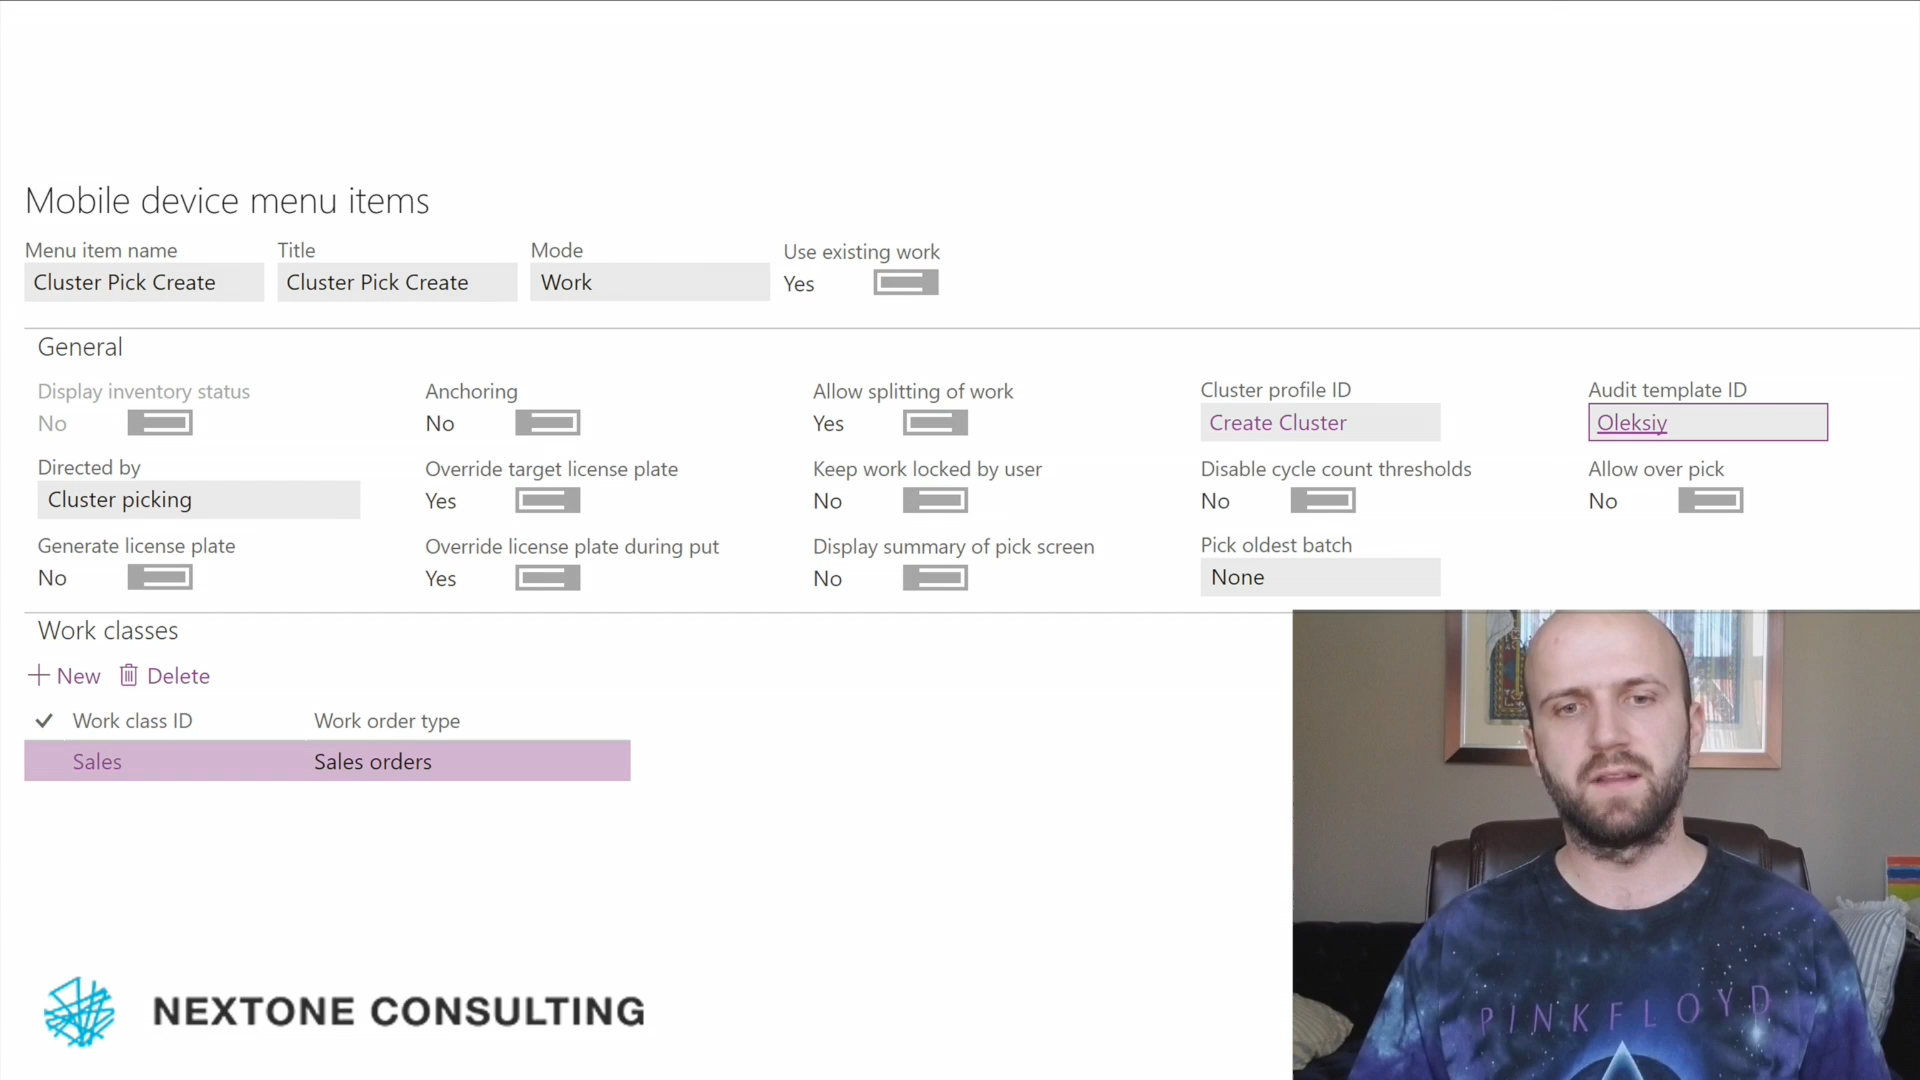 Mobile device menu items
Menu item name Title Mode Use existing work
Cluster Pick Create Cluster Pick Create Work Yes
General
Display inventory status Anchoring Allow splitting of work Cluster profile ID Audit template ID
No No Yes Create Cluster Oleksiy
Directed by Override target license plate Keep work locked by user Disable cycle count thresholds Allow over pick
Cluster picking Yes No No No
Generate license plate Override license plate during put Display summary of pick screen Pick oldest batch
No Yes No None
Work classes
New Delete
Work class ID Work order type
Sales Sales orders
NEXTONE CONSULTING
PINK FLOYD